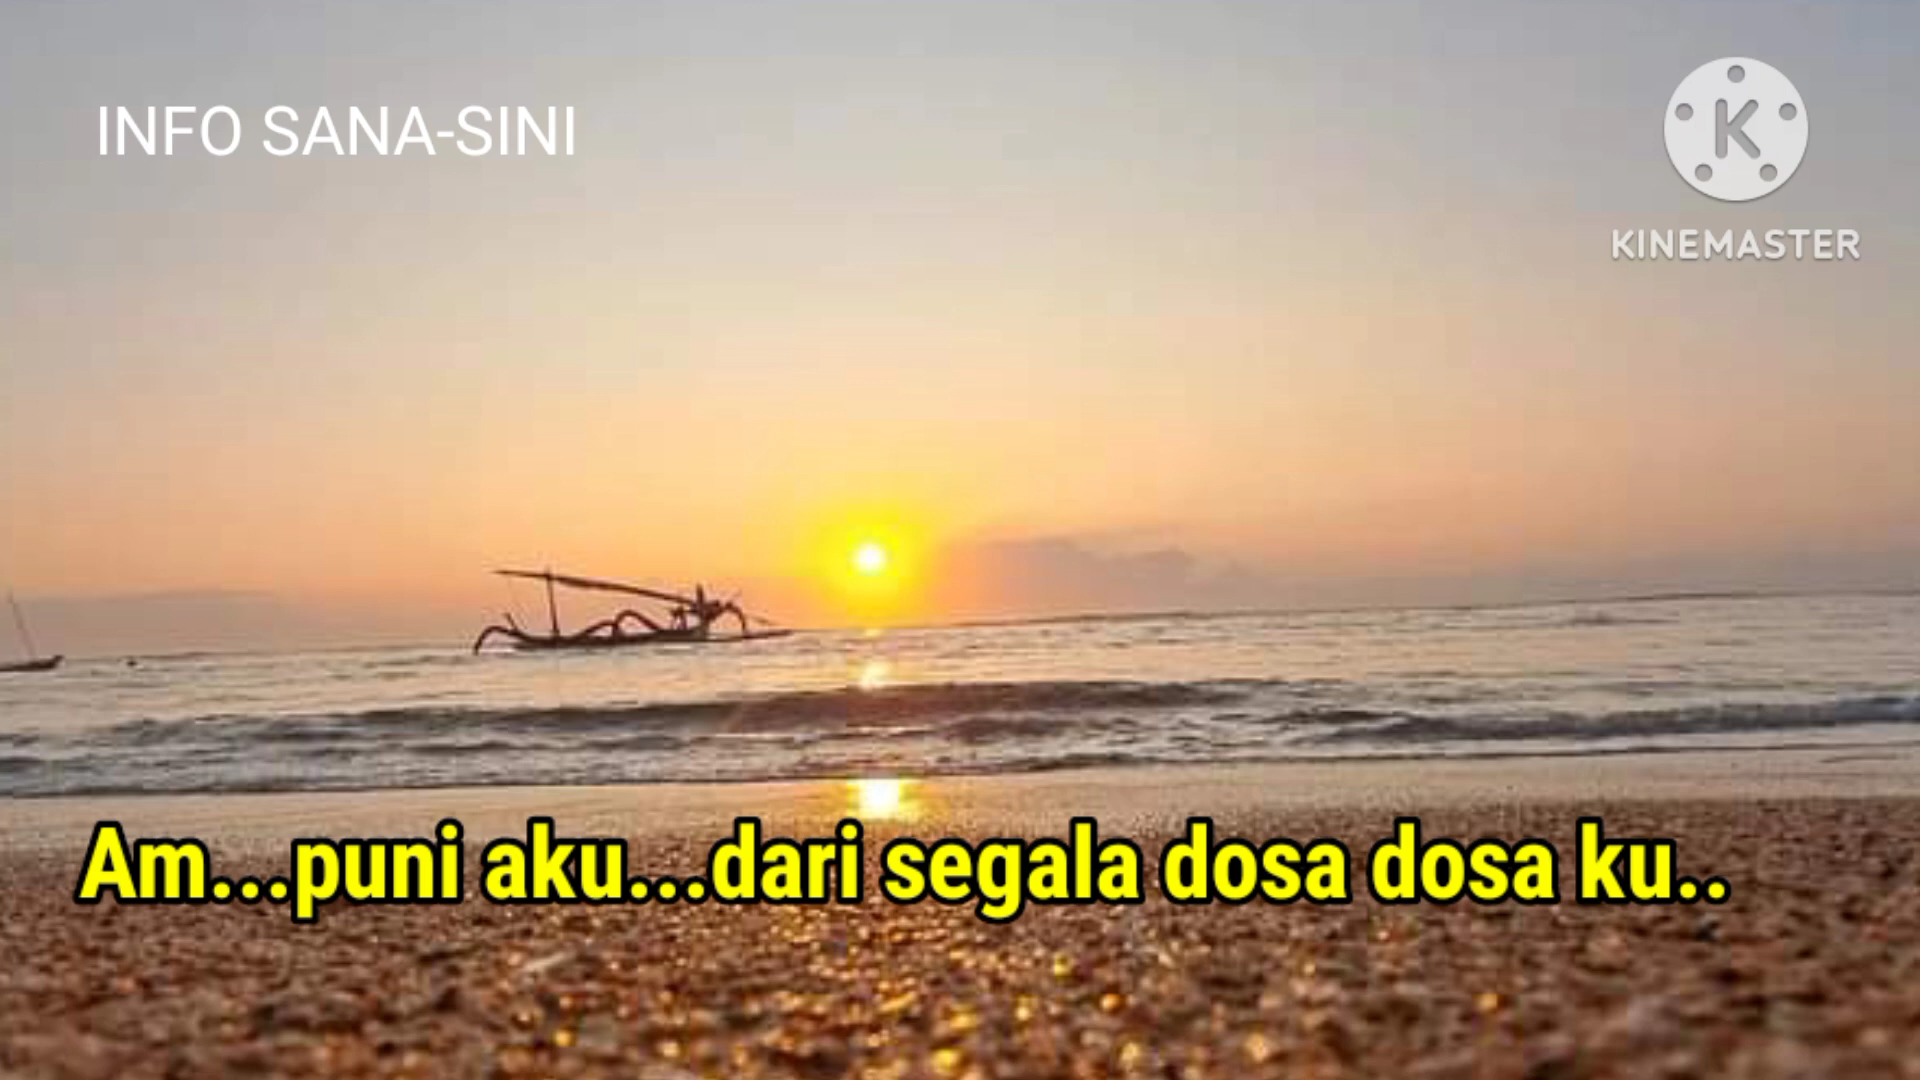 INFO SANA-SINI
K
KINEMASTER
Am...puni aku...dari segala dosa dosa ku..